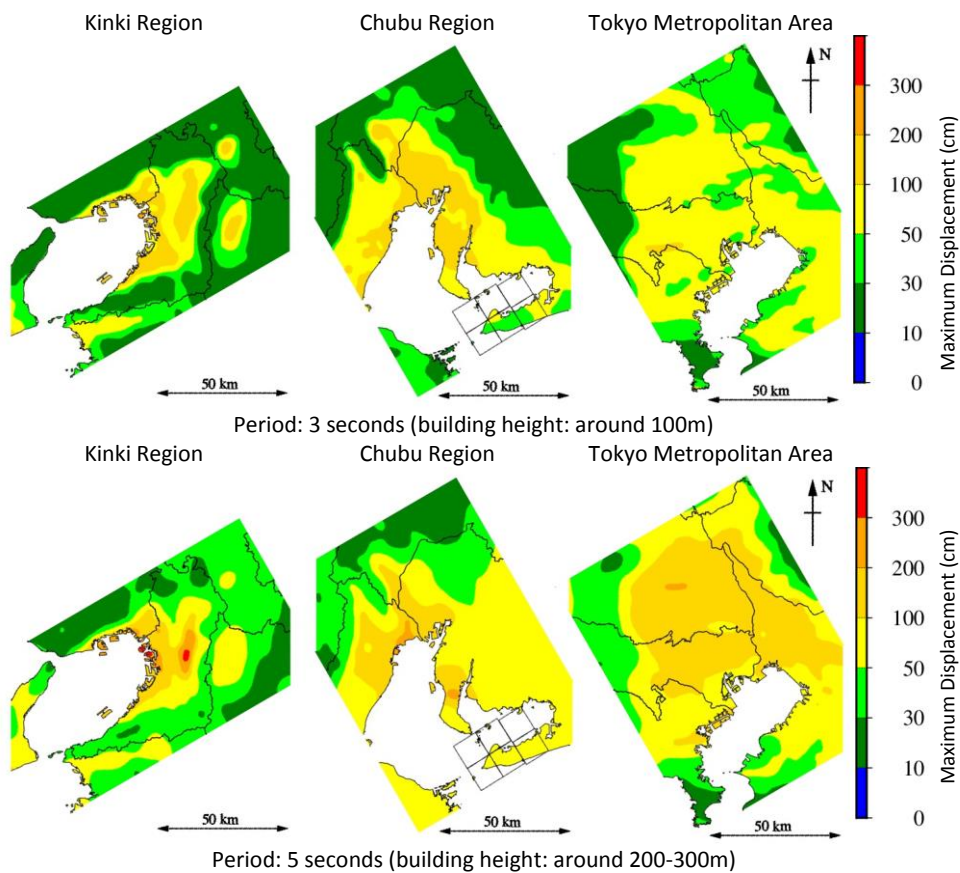 Kinki Region Chubu Region Tokyo Metropolitan Area
N
300
200
100
50
30
10
0
Maximum Displacement (cm)
50 km 50 km 50 km
Period: 3 seconds (building height: around 100m)
Kinki Region Chubu Region Tokyo Metropolitan Area
N
300
200
100
50
30
10
0
Maximum Displacement (cm)
50 km 50 km 50 km
Period: 5 seconds (building height: around 200-300m)